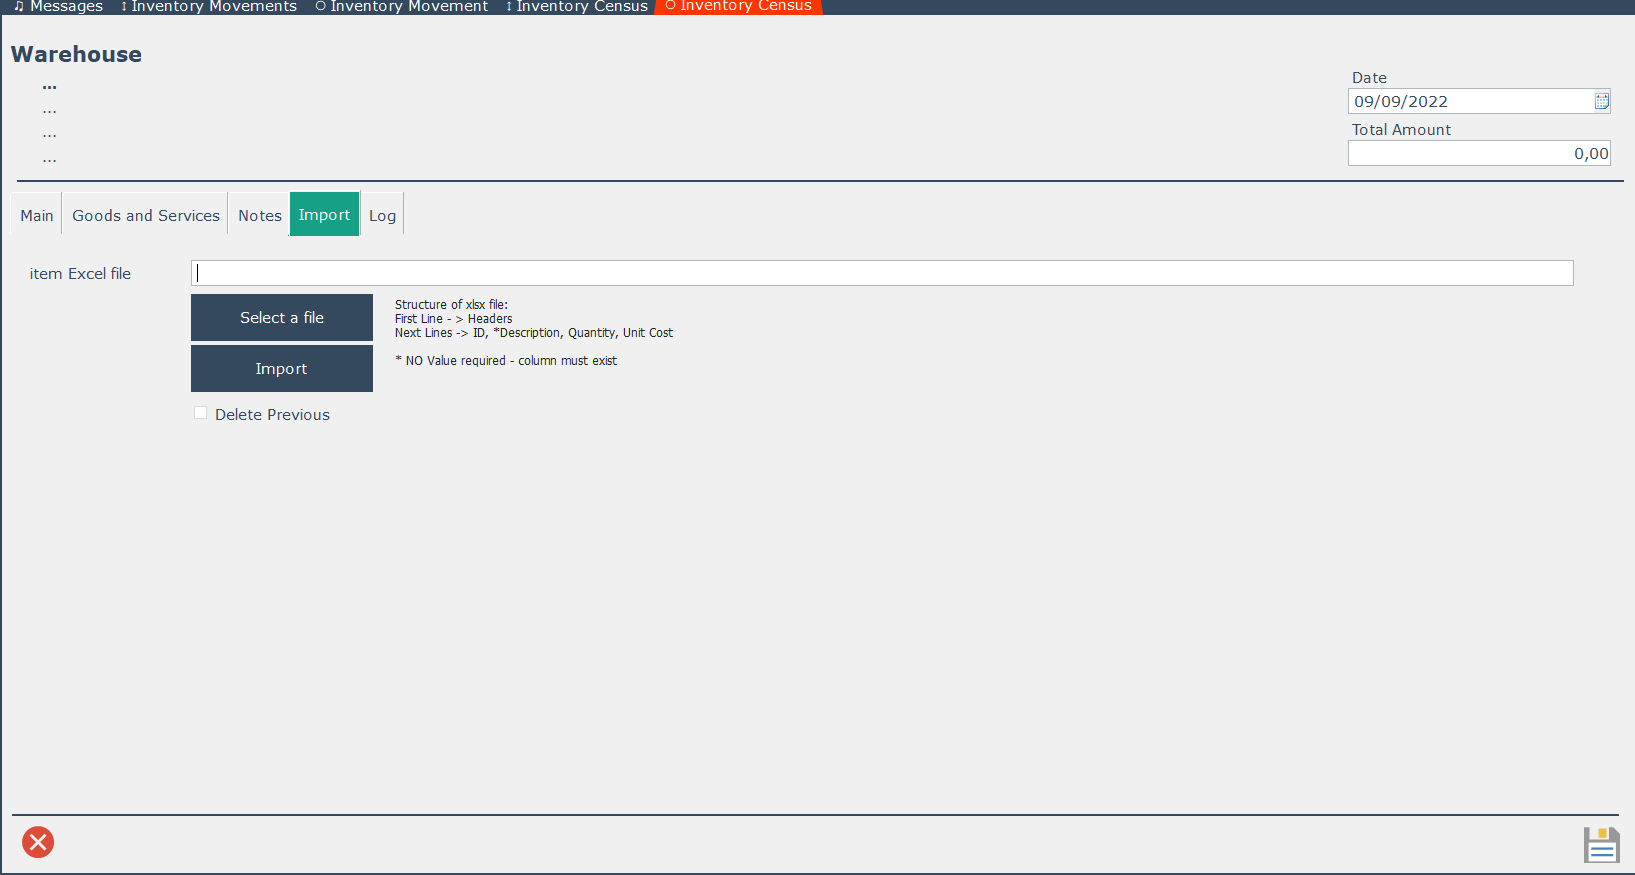 ♫ Messages ↕ Inventory Movements ○ Inventory Movement ↕ Inventory Census ○ Inventory Census
Warehouse
...
...
...
...
Date
09/09/2022
Total Amount
0,00
Main Goods and Services Notes Import Log
item Excel file
Select a file
Import
Structure of xlsx file:
First Line - > Headers
Next Lines -> ID, *Description, Quantity, Unit Cost
* NO Value required - column must exist
Delete Previous